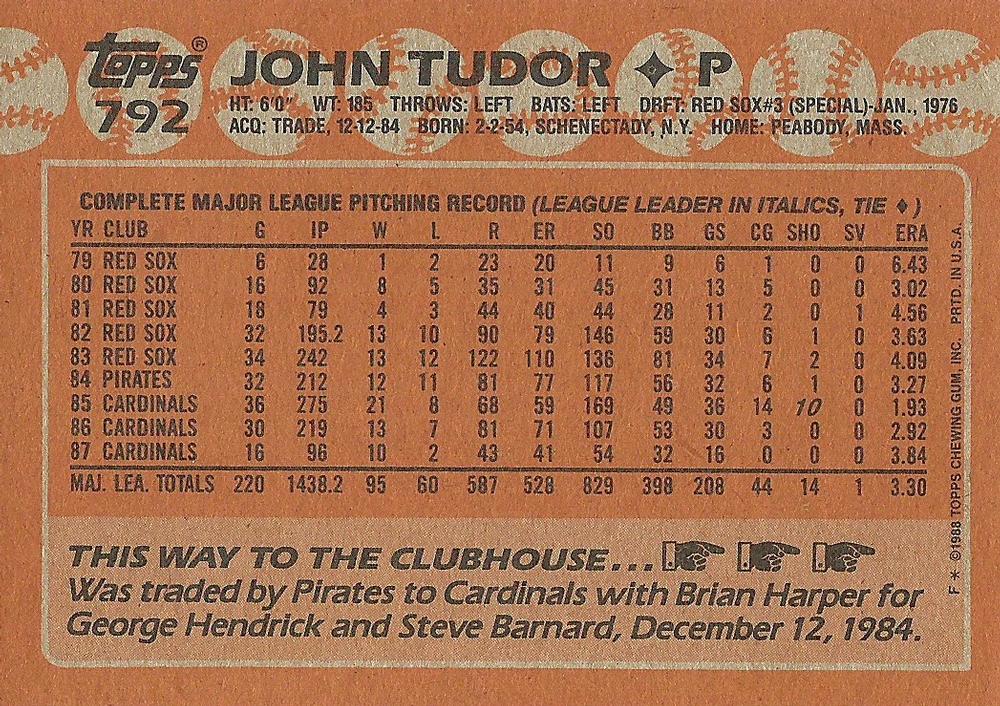 topps® JOHN TUDOR ✦ P
792 HT: 6'0" WT: 185 THROWS: LEFT BATS: LEFT DRFT: RED SOX#3 (SPECIAL)-JAN., 1976
ACQ: TRADE, 12-12-84 BORN: 2-2-54, SCHENECTADY, N.Y. HOME: PEABODY, MASS.
COMPLETE MAJOR LEAGUE PITCHING RECORD (LEAGUE LEADER IN ITALICS, TIE ♦)
YR CLUB G IP W L R ER SO BB GS CG SHO SV ERA
79 RED SOX 6 28 1 2 23 20 11 9 6 1 0 0 6.43
80 RED SOX 16 92 8 5 35 31 45 31 13 5 0 0 3.02
81 RED SOX 18 79 4 3 44 40 44 28 11 2 0 1 4.56
82 RED SOX 32 195.2 13 10 90 79 146 59 30 6 1 0 3.63
83 RED SOX 34 242 13 12 122 110 136 81 34 7 2 0 4.09
84 PIRATES 32 212 12 11 81 77 117 56 32 6 1 0 3.27
85 CARDINALS 36 275 21 8 68 59 169 49 36 14 10 0 1.93
86 CARDINALS 30 219 13 7 81 71 107 53 30 3 0 0 2.92
87 CARDINALS 16 96 10 2 43 41 54 32 16 0 0 0 3.84
MAJ. LEA. TOTALS 220 1438.2 95 60 587 528 829 398 208 44 14 1 3.30
THIS WAY TO THE CLUBHOUSE...
Was traded by Pirates to Cardinals with Brian Harper for
George Hendrick and Steve Barnard, December 12, 1984.
F * ©1988 TOPPS CHEWING GUM, INC. PRTD. IN U.S.A.